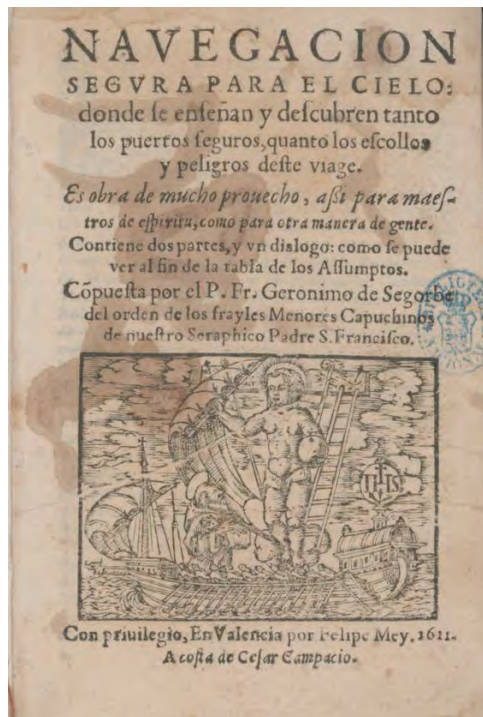 NAVEGACION
SEGVRA PARA EL CIELO:
donde ſe enſeñan y deſcubren tanto
los puertos ſeguros, quanto los eſcollos
y peligros deſte viage.
Es obra de mucho prouecho, aſsi para maeſ-
tros de eſpiritu, como para otra manera de gente.
Contiene dos partes, y vn dialogo: como ſe puede
ver al fin de la tabla de los Aſſumptos.
Cõpueſta por el P. Fr. Geronimo de Segorbe
del orden de los frayles Menores Capuchinos
de nueſtro Seraphico Padre S. Franciſco.
IHS
Con priuilegio, En Valencia por Felipe Mey. 1611.
A coſta de Ceſar Campacio.